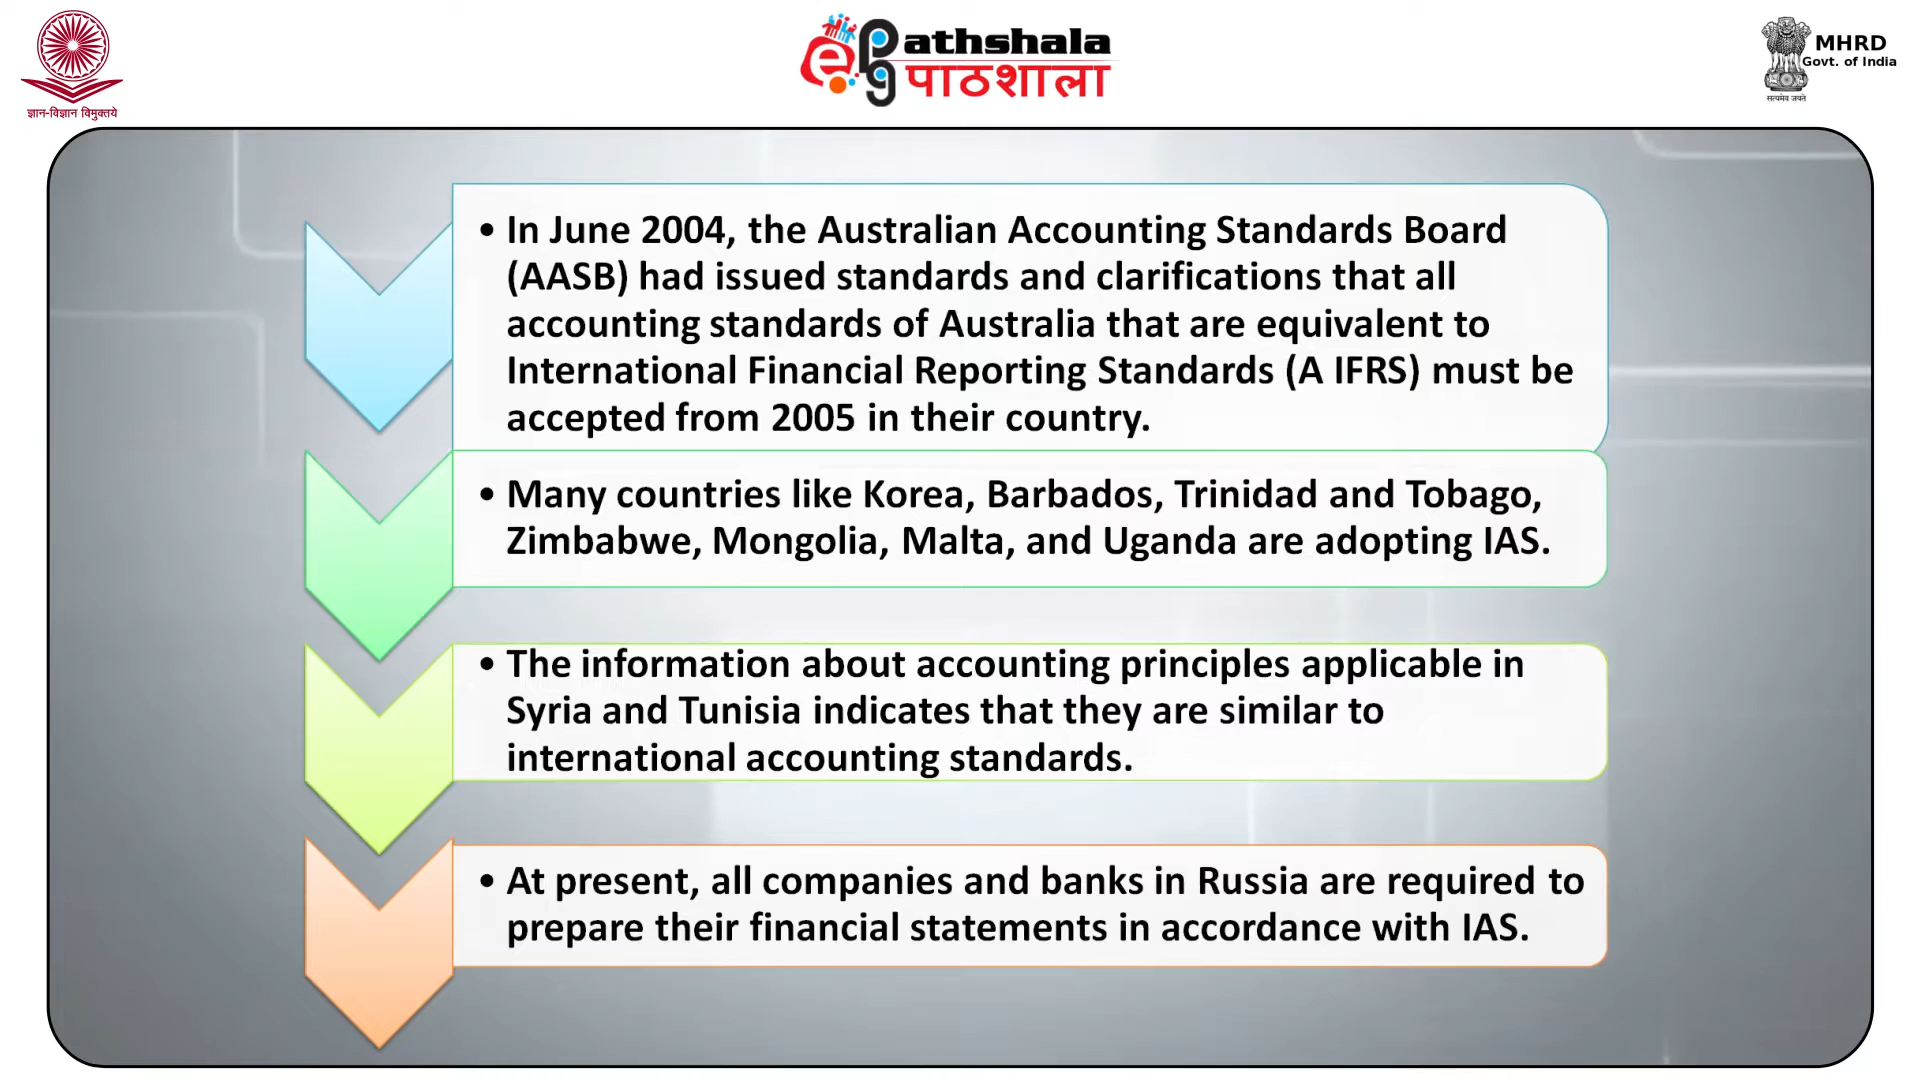 ज्ञान-विज्ञान विमुक्तये
e PG athshala
पाठशाला
MHRD
Govt. of India
सत्यमेव जयते
• In June 2004, the Australian Accounting Standards Board
(AASB) had issued standards and clarifications that all
accounting standards of Australia that are equivalent to
International Financial Reporting Standards (A IFRS) must be
accepted from 2005 in their country.
• Many countries like Korea, Barbados, Trinidad and Tobago,
Zimbabwe, Mongolia, Malta, and Uganda are adopting IAS.
• The information about accounting principles applicable in
Syria and Tunisia indicates that they are similar to
international accounting standards.
• At present, all companies and banks in Russia are required to
prepare their financial statements in accordance with IAS.